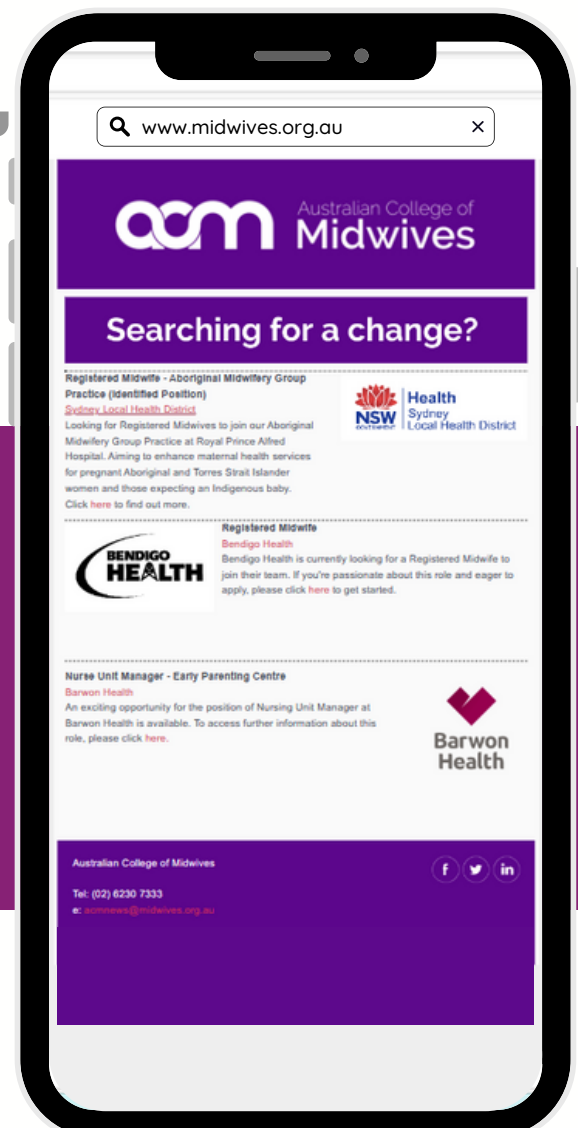 www.midwives.org.au
acm Australian College of
Midwives
Searching for a change?
Registered Midwife - Aboriginal Midwifery Group
Practice (Identified Position)
Sydney Local Health District
Looking for Registered Midwives to join our Aboriginal
Midwifery Group Practice at Royal Prince Alfred
Hospital. Aiming to enhance maternal health services
for pregnant Aboriginal and Torres Strait Islander
women and those expecting an Indigenous baby.
Click here to find out more.
NSW
GOVERNMENT
Health
Sydney
Local Health District
BENDIGO
HEALTH
Registered Midwife
Bendigo Health
Bendigo Health is currently looking for a Registered Midwife to
join their team. If you're passionate about this role and eager to
apply, please click here to get started.
Nurse Unit Manager - Early Parenting Centre
Barwon Health
An exciting opportunity for the position of Nursing Unit Manager at
Barwon Health is available. To access further information about this
role, please click here.
Barwon
Health
Australian College of Midwives
Tel: (02) 6230 7333
e: acmnews@midwives.org.au
f
in